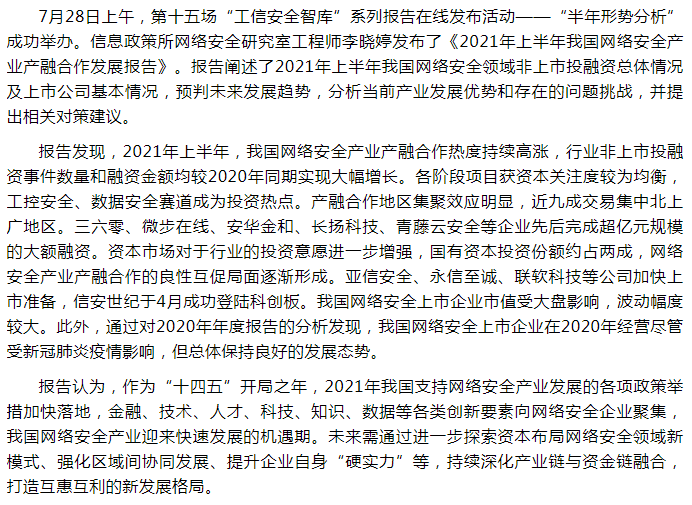 7月28日上午，第十五场“工信安全智库”系列报告在线发布活动——“半年形势分析”
成功举办。信息政策所网络安全研究室工程师李晓婷发布了《2021年上半年我国网络安全产
业产融合作发展报告》。报告阐述了2021年上半年我国网络安全领域非上市投融资总体情况
及上市公司基本情况，预判未来发展趋势，分析当前产业发展优势和存在的问题挑战，并提
出相关对策建议。
报告发现，2021年上半年，我国网络安全产业产融合作热度持续高涨，行业非上市投融
资事件数量和融资金额均较2020年同期实现大幅增长。各阶段项目获资本关注度较为均衡，
工控安全、数据安全赛道成为投资热点。产融合作地区集聚效应明显，近九成交易集中北上
广地区。三六零、微步在线、安华金和、长扬科技、青藤云安全等企业先后完成超亿元规模
的大额融资。资本市场对于行业的投资意愿进一步增强，国有资本投资份额约占两成，网络
安全产业产融合作的良性互促局面逐渐形成。亚信安全、永信至诚、联软科技等公司加快上
市准备，信安世纪于4月成功登陆科创板。我国网络安全上市企业市值受大盘影响，波动幅度
较大。此外，通过对2020年年度报告的分析发现，我国网络安全上市企业在2020年经营尽管
受新冠肺炎疫情影响，但总体保持良好的发展态势。
报告认为，作为“十四五”开局之年，2021年我国支持网络安全产业发展的各项政策举
措加快落地，金融、技术、人才、科技、知识、数据等各类创新要素向网络安全企业聚集，
我国网络安全产业迎来快速发展的机遇期。未来需通过进一步探索资本布局网络安全领域新
模式、强化区域间协同发展、提升企业自身“硬实力”等，持续深化产业链与资金链融合，
打造互惠互利的新发展格局。